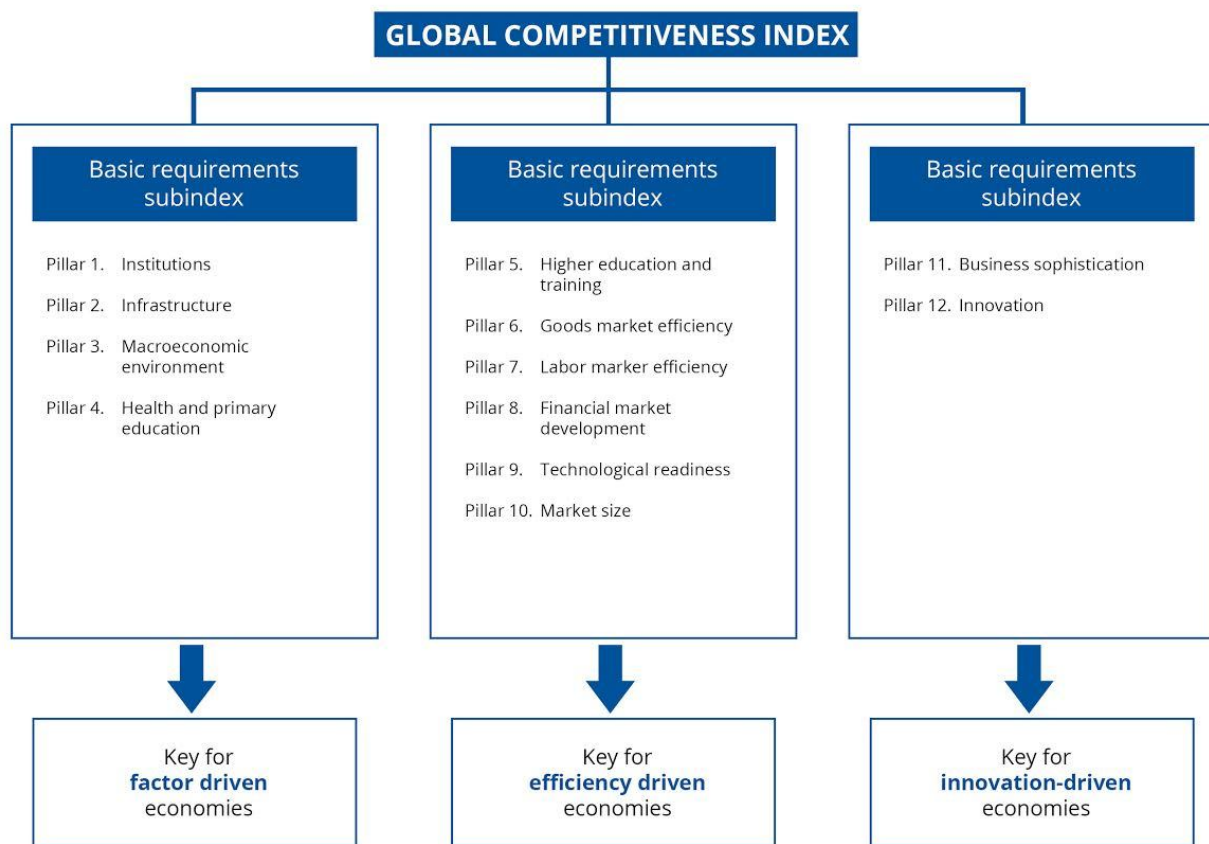 GLOBAL COMPETITIVENESS INDEX
Basic requirements
subindex
Pillar 1. Institutions
Pillar 2. Infrastructure
Pillar 3. Macroeconomic
environment
Pillar 4. Health and primary
education
Key for
factor driven
economies
Basic requirements
subindex
Pillar 5. Higher education and
training
Pillar 6. Goods market efficiency
Pillar 7. Labor marker efficiency
Pillar 8. Financial market
development
Pillar 9. Technological readiness
Pillar 10. Market size
Key for
efficiency driven
economies
Basic requirements
subindex
Pillar 11. Business sophistication
Pillar 12. Innovation
Key for
innovation-driven
economies